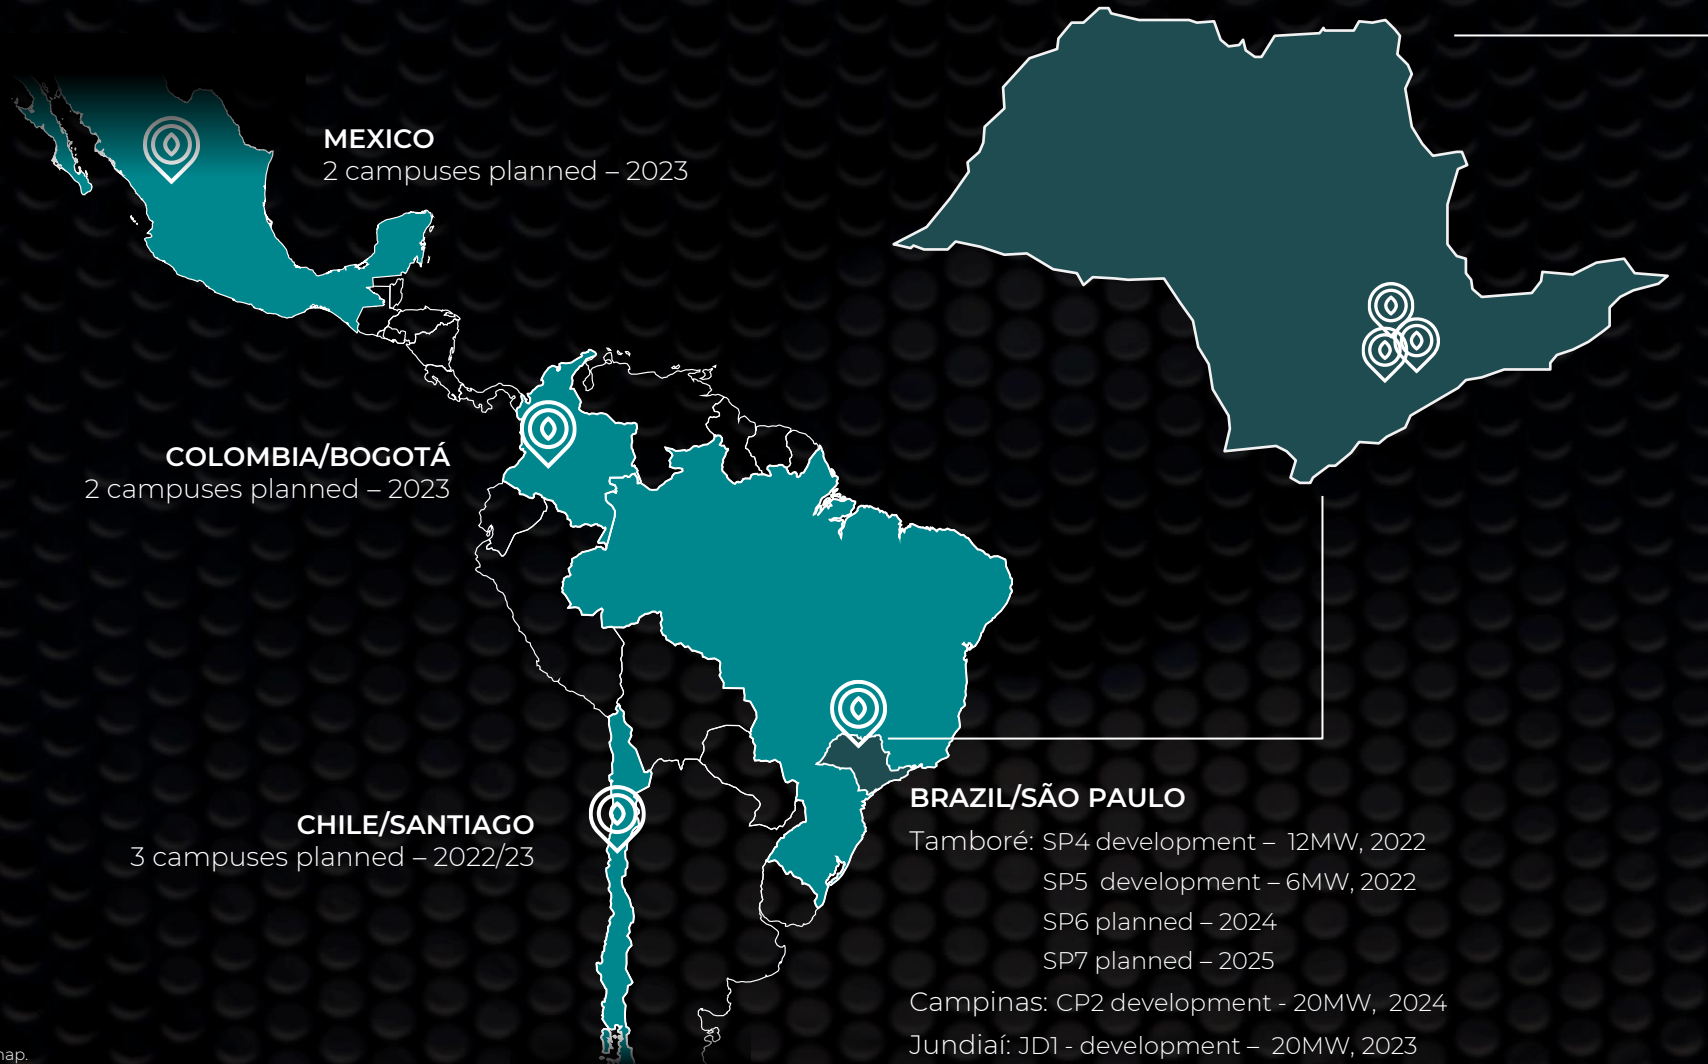 MEXICO
2 campuses planned – 2023
COLOMBIA/BOGOTÁ
2 campuses planned – 2023
CHILE/SANTIAGO
3 campuses planned – 2022/23
BRAZIL/SÃO PAULO
Tamboré: SP4 development – 12MW, 2022
SP5 development – 6MW, 2022
SP6 planned – 2024
SP7 planned – 2025
Campinas: CP2 development - 20MW, 2024
Jundiaí: JD1 - development – 20MW, 2023